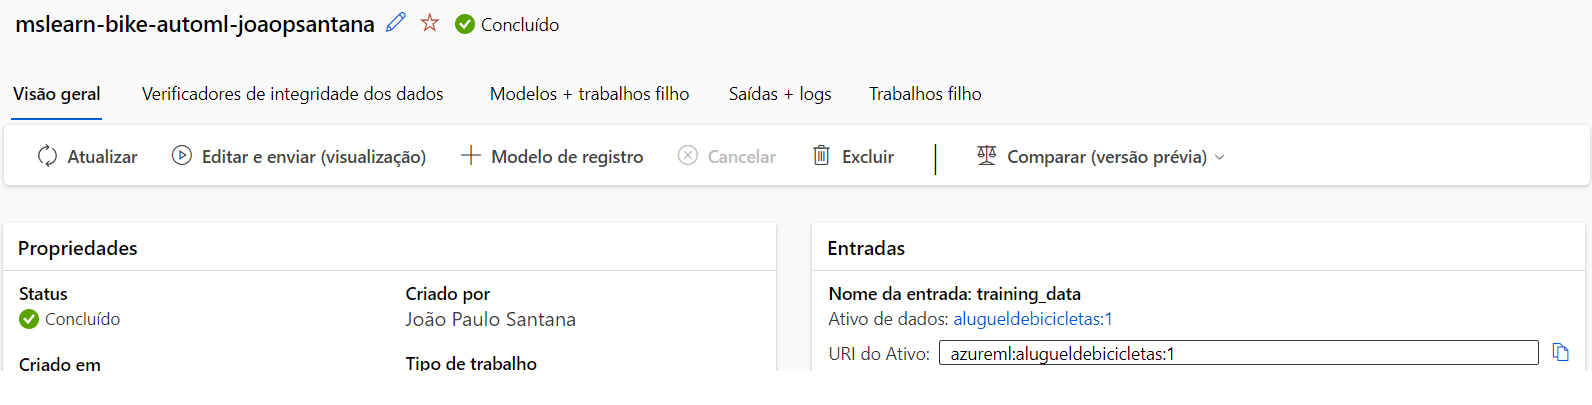 mslearn-bike-automl-joaopsantana Concluído
Visão geral Verificadores de integridade dos dados Modelos + trabalhos filho Saídas + logs Trabalhos filho
Atualizar Editar e enviar (visualização) Modelo de registro Cancelar Excluir Comparar (versão prévia)
Propriedades
Status Criado por
Concluído João Paulo Santana
Criado em Tipo de trabalho
Entradas
Nome da entrada: training_data
Ativo de dados: alugueldebicicletas:1
URI do Ativo: azureml:alugueldebicicletas:1